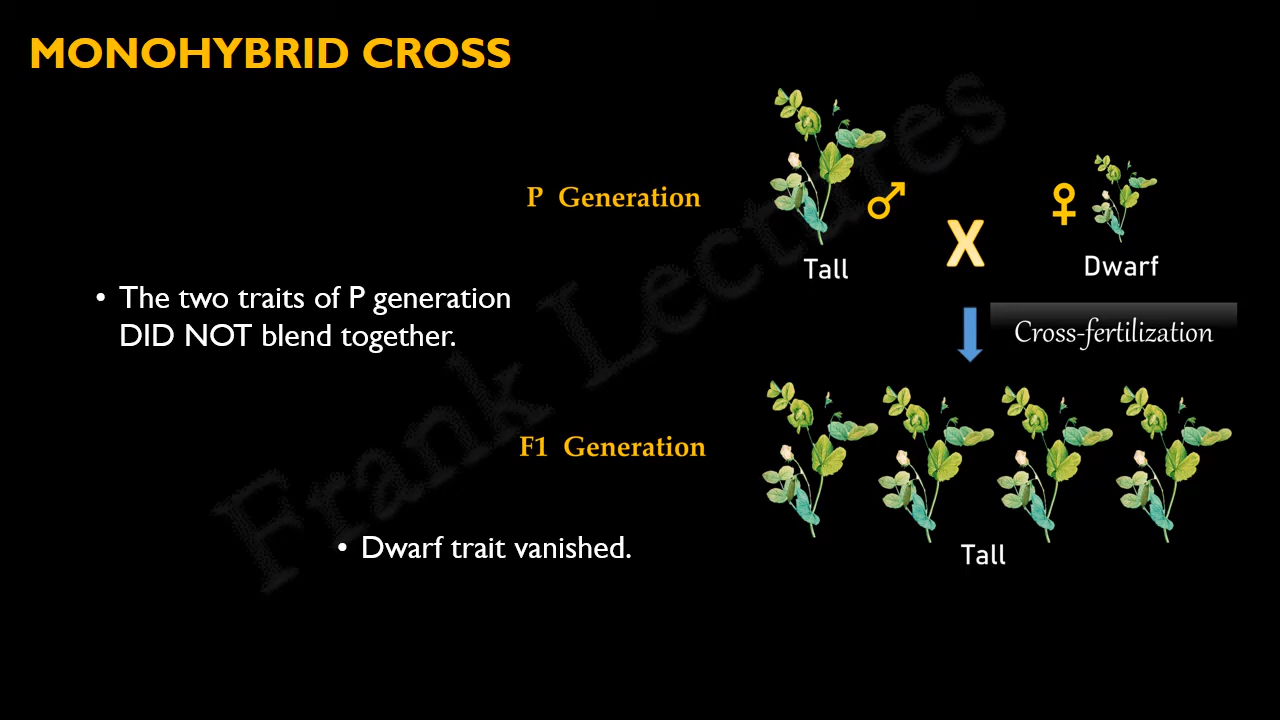 MONOHYBRID CROSS
P Generation
X
Tall
Dwarf
• The two traits of P generation
DID NOT blend together.
Cross-fertilization
F1 Generation
• Dwarf trait vanished.
Tall
Frank Lectures